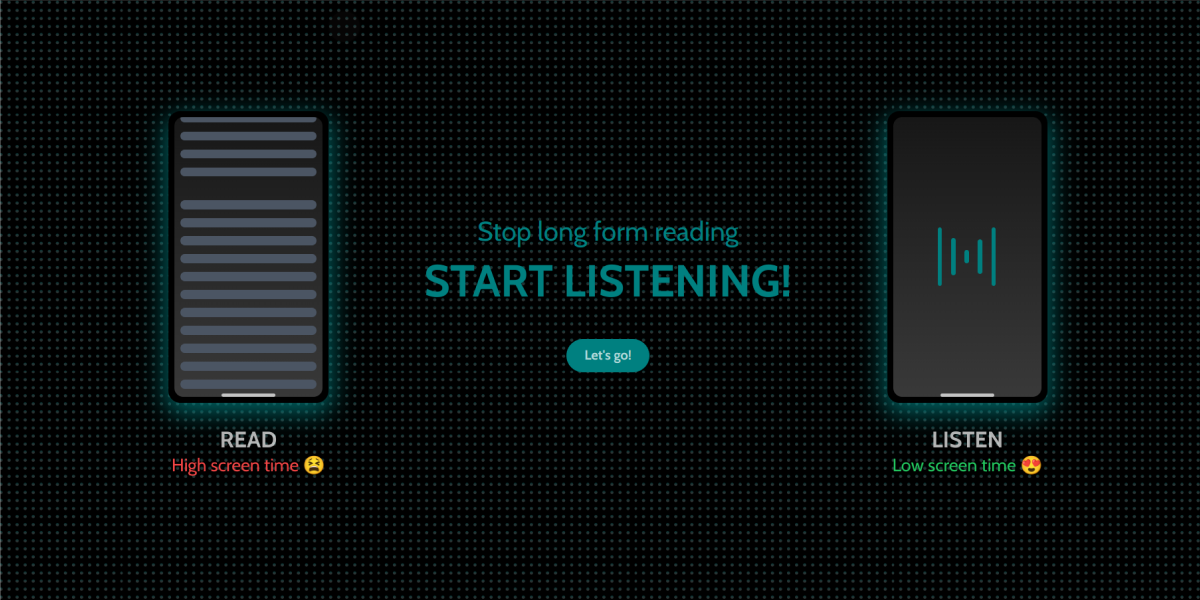 Stop long form reading
START LISTENING!
Let's go!
READ
High screen time 😫
LISTEN
Low screen time 😍